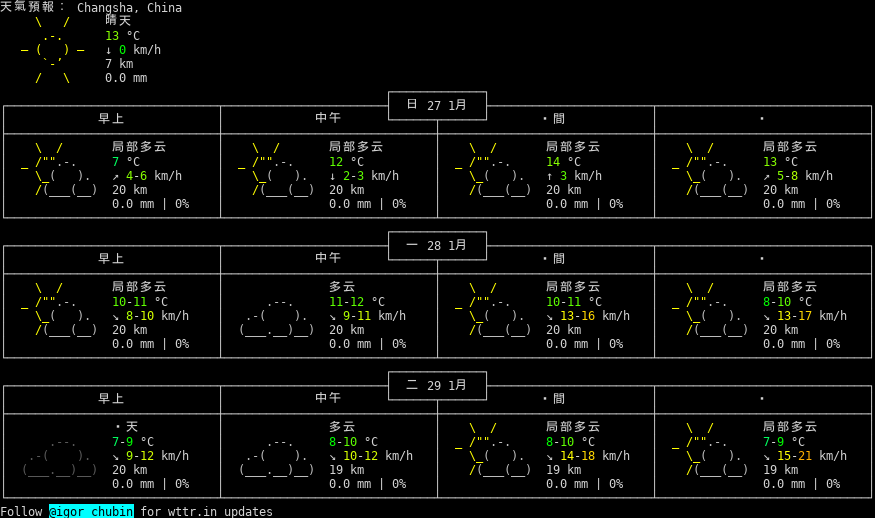 天氣預報： Changsha, China
晴天
13 °C
↓ 0 km/h
7 km
0.0 mm
日 27 1月
早上 中午 ・間 ・
局部多云 局部多云 局部多云 局部多云
7 °C 12 °C 14 °C 13 °C
↗ 4-6 km/h ↓ 2-3 km/h ↑ 3 km/h ↗ 5-8 km/h
20 km 20 km 20 km 20 km
0.0 mm | 0% 0.0 mm | 0% 0.0 mm | 0% 0.0 mm | 0%
一 28 1月
早上 中午 ・間 ・
局部多云 多云 局部多云 局部多云
10-11 °C 11-12 °C 10-11 °C 8-10 °C
↘ 8-10 km/h ↘ 9-11 km/h ↘ 13-16 km/h ↘ 13-17 km/h
20 km 20 km 20 km 20 km
0.0 mm | 0% 0.0 mm | 0% 0.0 mm | 0% 0.0 mm | 0%
二 29 1月
早上 中午 ・間 ・
・天 多云 局部多云 局部多云
7-9 °C 8-10 °C 8-10 °C 7-9 °C
↘ 9-12 km/h ↘ 10-12 km/h ↘ 14-18 km/h ↘ 15-21 km/h
20 km 19 km 19 km 19 km
0.0 mm | 0% 0.0 mm | 0% 0.0 mm | 0% 0.0 mm | 0%
Follow @igor_chubin for wttr.in updates